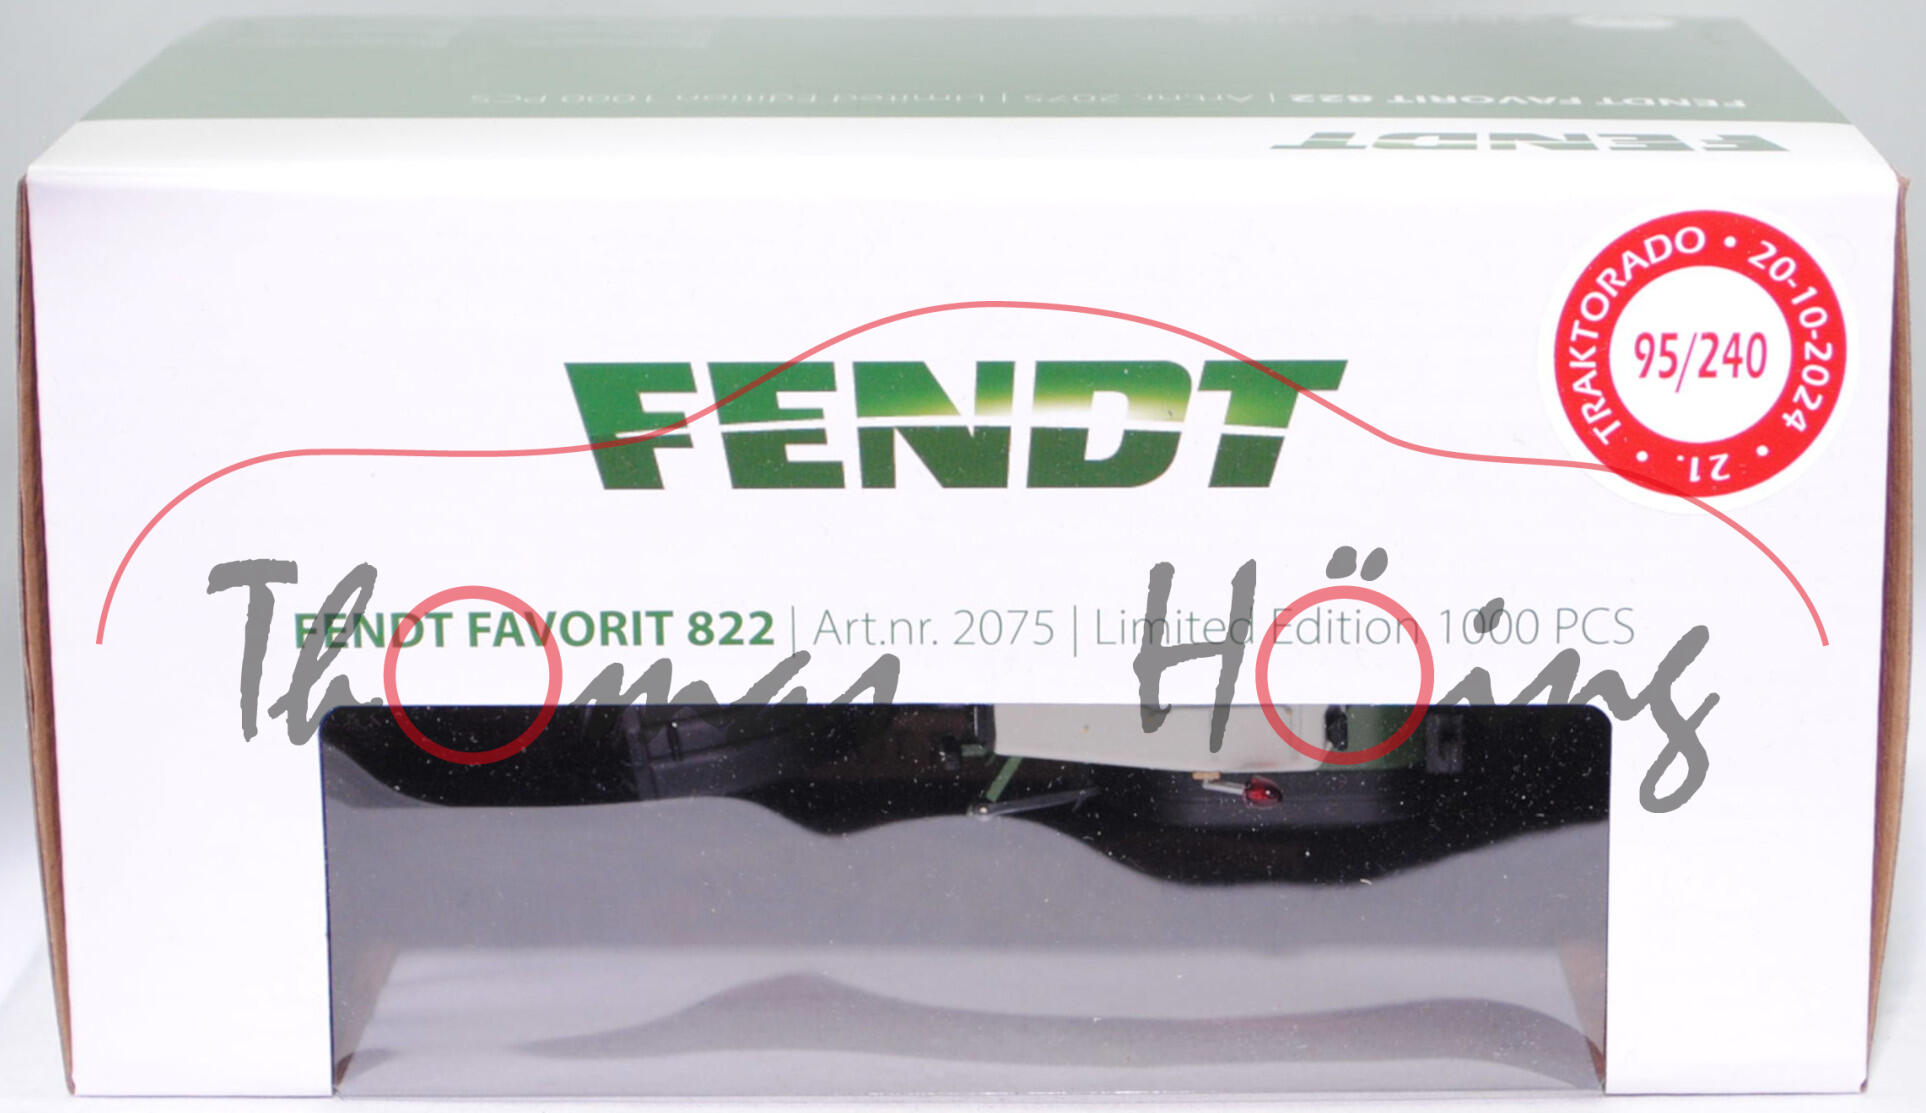 FENDT FAVORIT 822 | Art.nr. 2075 | Limited Edition 1000 PCS
FENDT
TRAKTORADO • 20-10-2024 • 21. •
95/240
FENDT
FENDT FAVORIT 822 | Art.nr. 2075 | Limited Edition 1000 PCS
Thomas Höing